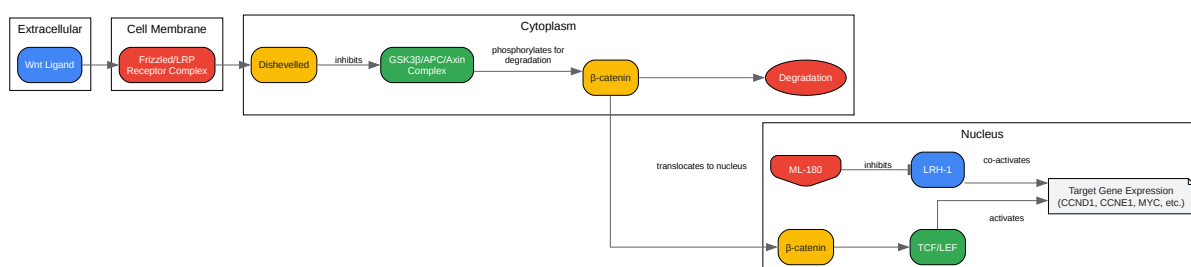 Extracellular
Wnt Ligand
Cell Membrane
Frizzled/LRP
Receptor Complex
Cytoplasm
Dishevelled
inhibits
GSK3β/APC/Axin
Complex
phosphorylates for
degradation
β-catenin
Degradation
translocates to nucleus
Nucleus
ML-180
inhibits
LRH-1
co-activates
Target Gene Expression
(CCND1, CCNE1, MYC, etc.)
activates
β-catenin
TCF/LEF